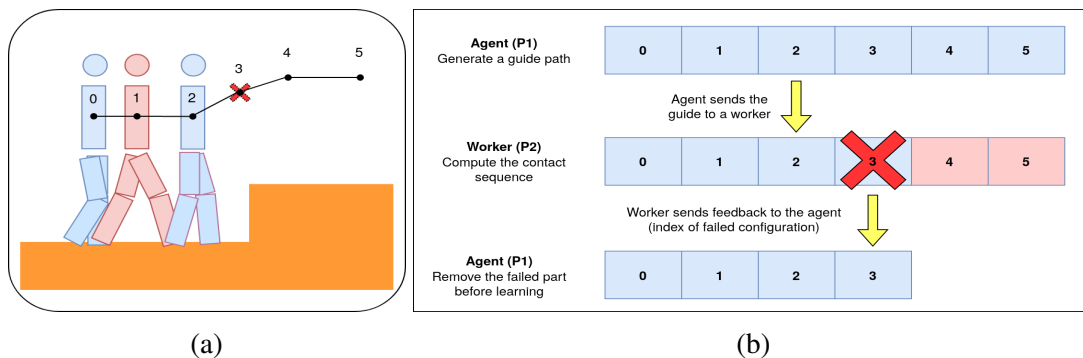 0
1
2
3
4
5
(a)
Agent (P1)
Generate a guide path
0 1 2 3 4 5
Agent sends the
guide to a worker
Worker (P2)
Compute the contact
sequence
0 1 2 3 4 5
Worker sends feedback to the agent
(index of failed configuration)
Agent (P1)
Remove the failed part
before learning
0 1 2 3
(b)